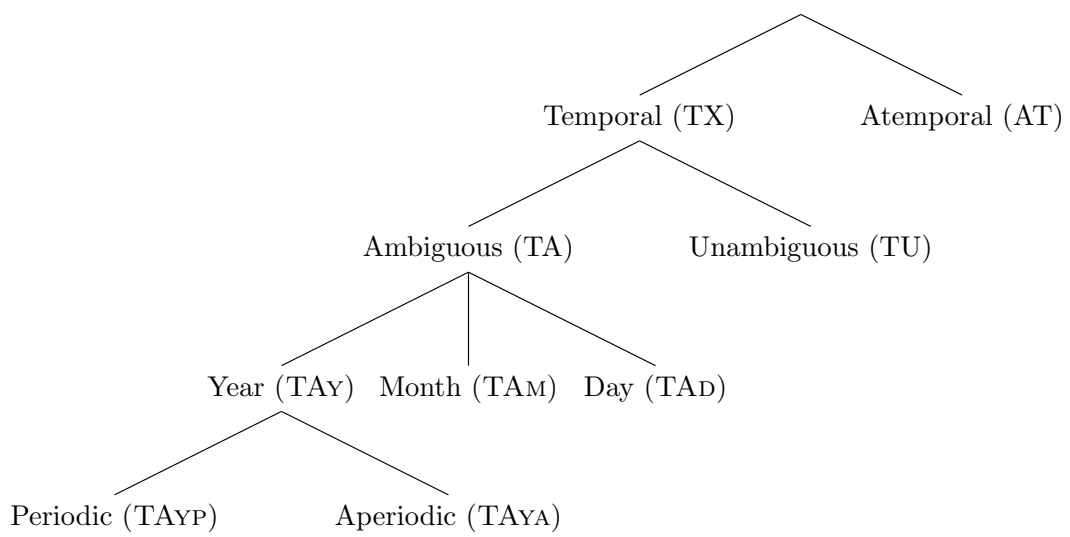 Temporal (TX) Atemporal (AT)
Ambiguous (TA) Unambiguous (TU)
Year (TAY) Month (TAM) Day (TAD)
Periodic (TAYP) Aperiodic (TAYA)